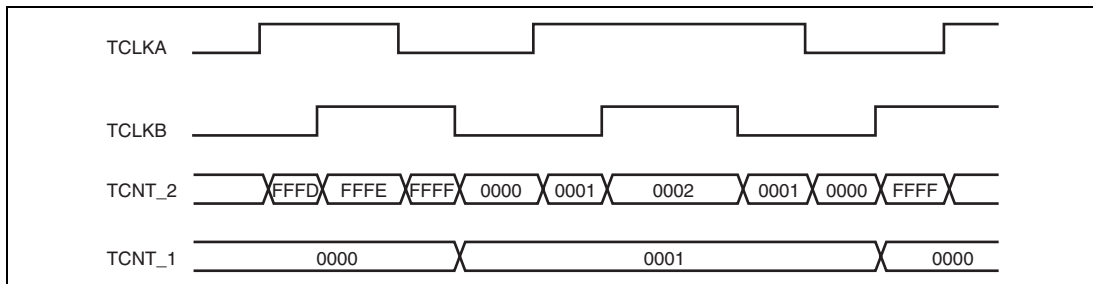 TCLKA
TCLKB
TCNT_2 FFFD FFFE FFFF 0000 0001 0002 0001 0000 FFFF
TCNT_1 0000 0001 0000